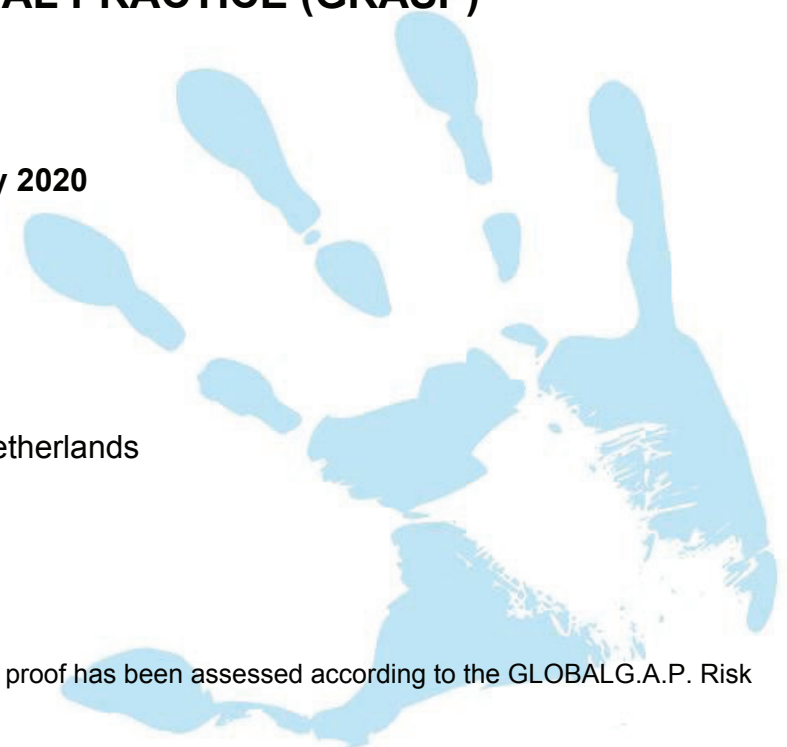 AL PRACTICE (GRASP)
y 2020
etherlands
proof has been assessed according to the GLOBALG.A.P. Risk